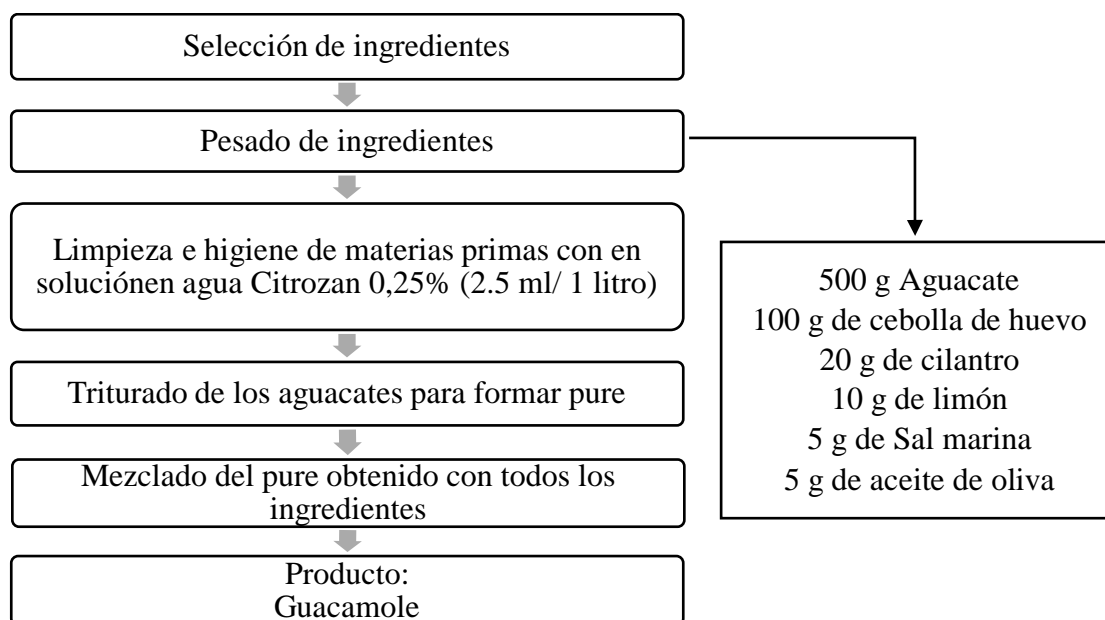 Selección de ingredientes
Pesado de ingredientes
Limpieza e higiene de materias primas con en
soluciónen agua Citrozan 0,25% (2.5 ml/ 1 litro)
500 g Aguacate
100 g de cebolla de huevo
20 g de cilantro
10 g de limón
5 g de Sal marina
5 g de aceite de oliva
Triturado de los aguacates para formar pure
Mezclado del pure obtenido con todos los
ingredientes
Producto:
Guacamole